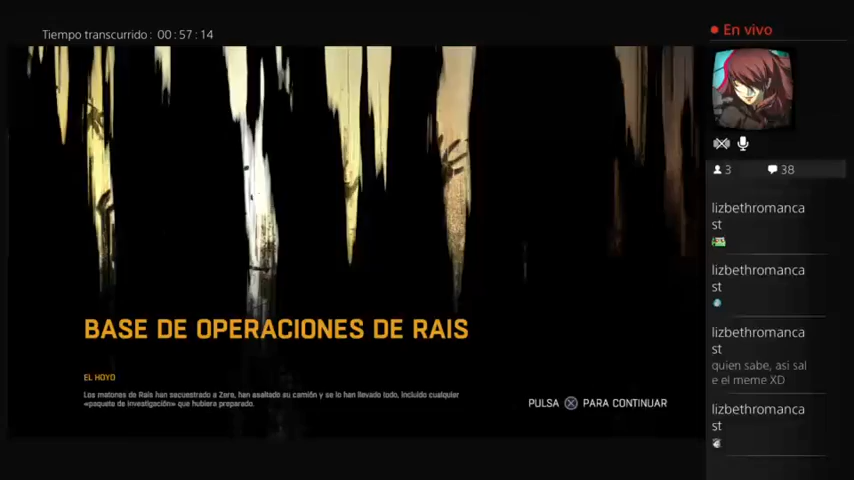 Tiempo transcurrido: 00:57:14
En vivo
3 38
lizbethromanca
st
lizbethromanca
st
lizbethromanca
st
quien sabe, asi sal
e el meme XD
lizbethromanca
st
BASE DE OPERACIONES DE RAIS
EL HOYO
Los matones de Rais han secuestrado a Zere, han asaltado su camión y se lo han llevado todo, incluido cualquier
«paquete de investigación» que hubiera preparado.
PULSA PARA CONTINUAR